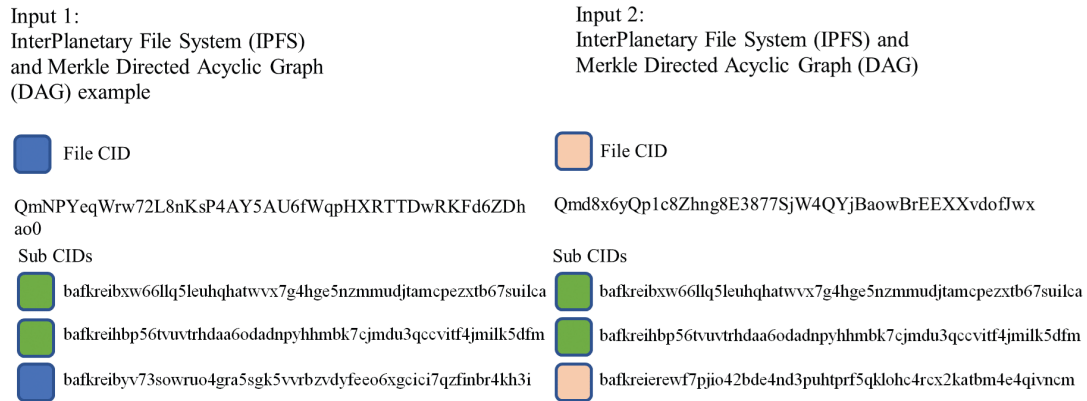 Input 1:
InterPlanetary File System (IPFS)
and Merkle Directed Acyclic Graph
(DAG) example
File CID
QmNPYeqWrw72L8nKsP4AY5AU6fWqpHXRTTDwRKFd6ZDh
ao0
Sub CIDs
bafkreibxw66llq5leuhqhatwvx7g4hge5nzmmudjtamcpezxtb67suilca
bafkreihbp56tvuvtrhdaa6odadnpyhhmbk7cjmdu3qccvitf4jmilk5dfm
bafkreibyv73sowruo4gra5sgk5vvrbzvdyfeeo6xgcici7qzfinbr4kh3i
Input 2:
InterPlanetary File System (IPFS) and
Merkle Directed Acyclic Graph (DAG)
File CID
Qmd8x6yQp1c8Zhng8E3877SjW4QYjBaowBrEEXXvdofJwx
Sub CIDs
bafkreibxw66llq5leuhqhatwvx7g4hge5nzmmudjtamcpezxtb67suilca
bafkreihbp56tvuvtrhdaa6odadnpyhhmbk7cjmdu3qccvitf4jmilk5dfm
bafkreierewf7pjio42bde4nd3puhtprf5qklohc4rcx2katbm4e4qivncm